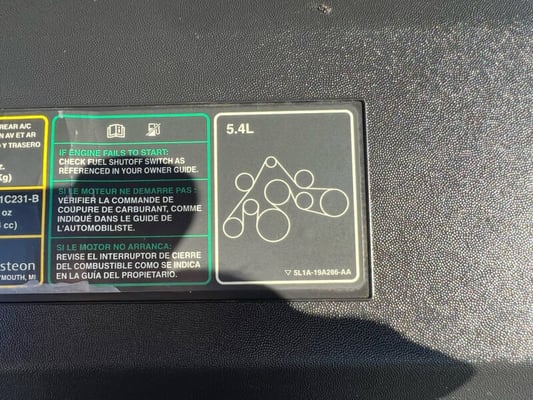 REAR A/C
N AV ET AR
O Y TRASERO
z.
Kg)
1C231-B
oz
cc)
steon
YMOUTH, MI
IF ENGINE FAILS TO START:
CHECK FUEL SHUTOFF SWITCH AS
REFERENCED IN YOUR OWNER GUIDE.
SI LE MOTEUR NE DEMARRE PAS :
VÉRIFIER LA COMMANDE DE
COUPURE DE CARBURANT, COMME
INDIQUÉ DANS LE GUIDE DE
L'AUTOMOBILISTE.
SI LE MOTOR NO ARRANCA:
REVISE EL INTERRUPTOR DE CIERRE
DEL COMBUSTIBLE COMO SE INDICA
EN LA GUÍA DEL PROPIETARIO.
5.4L
5L1A-19A286-AA